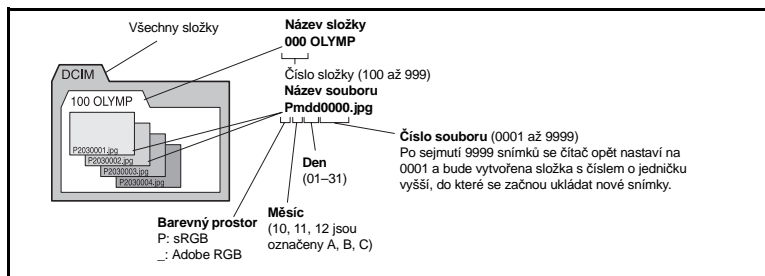 Všechny složky
Název složky
000 OLYMP
Číslo složky (100 až 999)
Název souboru
Pmdd0000.jpg
DCIM
100 OLYMP
P2030001.jpg
P2030002.jpg
P2030003.jpg
P2030004.jpg
Den
(01–31)
Číslo souboru (0001 až 9999)
Po sejmutí 9999 snímků se čítač opět nastaví na
0001 a bude vytvořena složka s číslem o jedničku
vyšší, do které se začnou ukládat nové snímky.
Barevný prostor
P: sRGB
_: Adobe RGB
Měsíc
(10, 11, 12 jsou
označeny A, B, C)